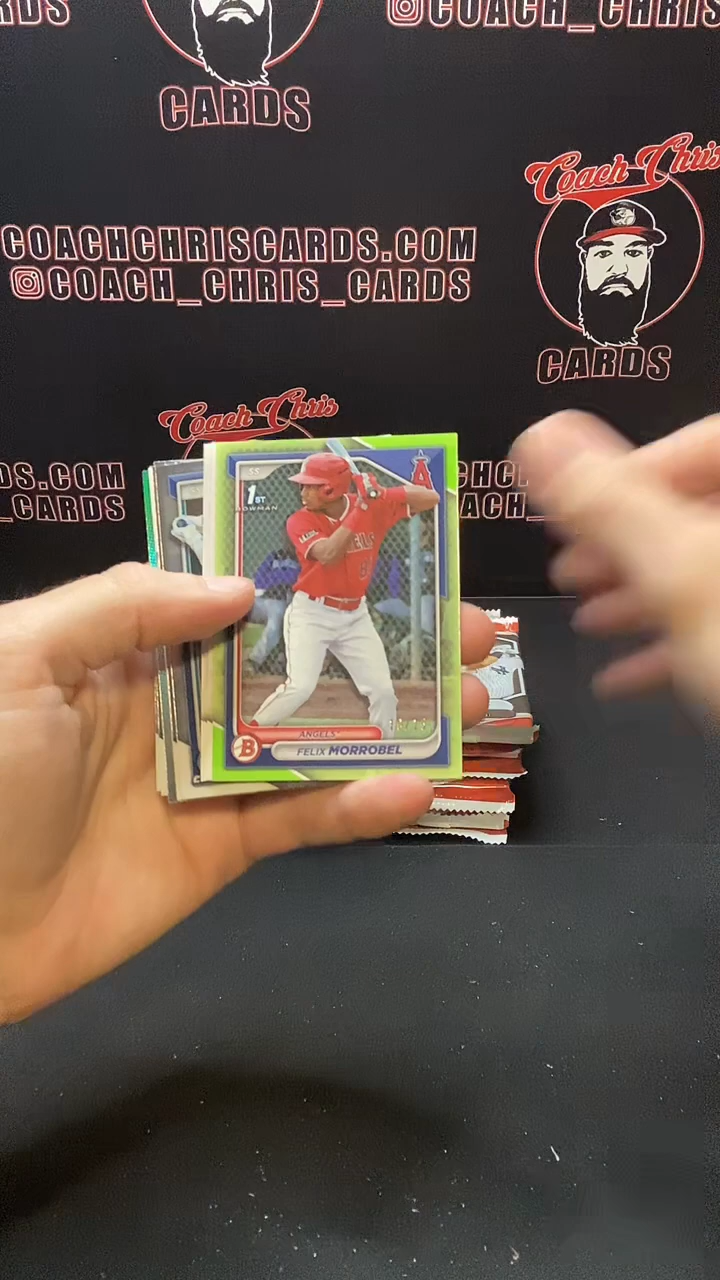 RDS
CARDS
COACH_CHRIS
Coach Chris
CARDS
COACHCHRISCARDS.COM
COACH_CHRIS_CARDS
Coach Chris
DS.COM
_CARDS
SS
1ST
BOWMAN
A
ANGELS
B
FELIX MORROBEL